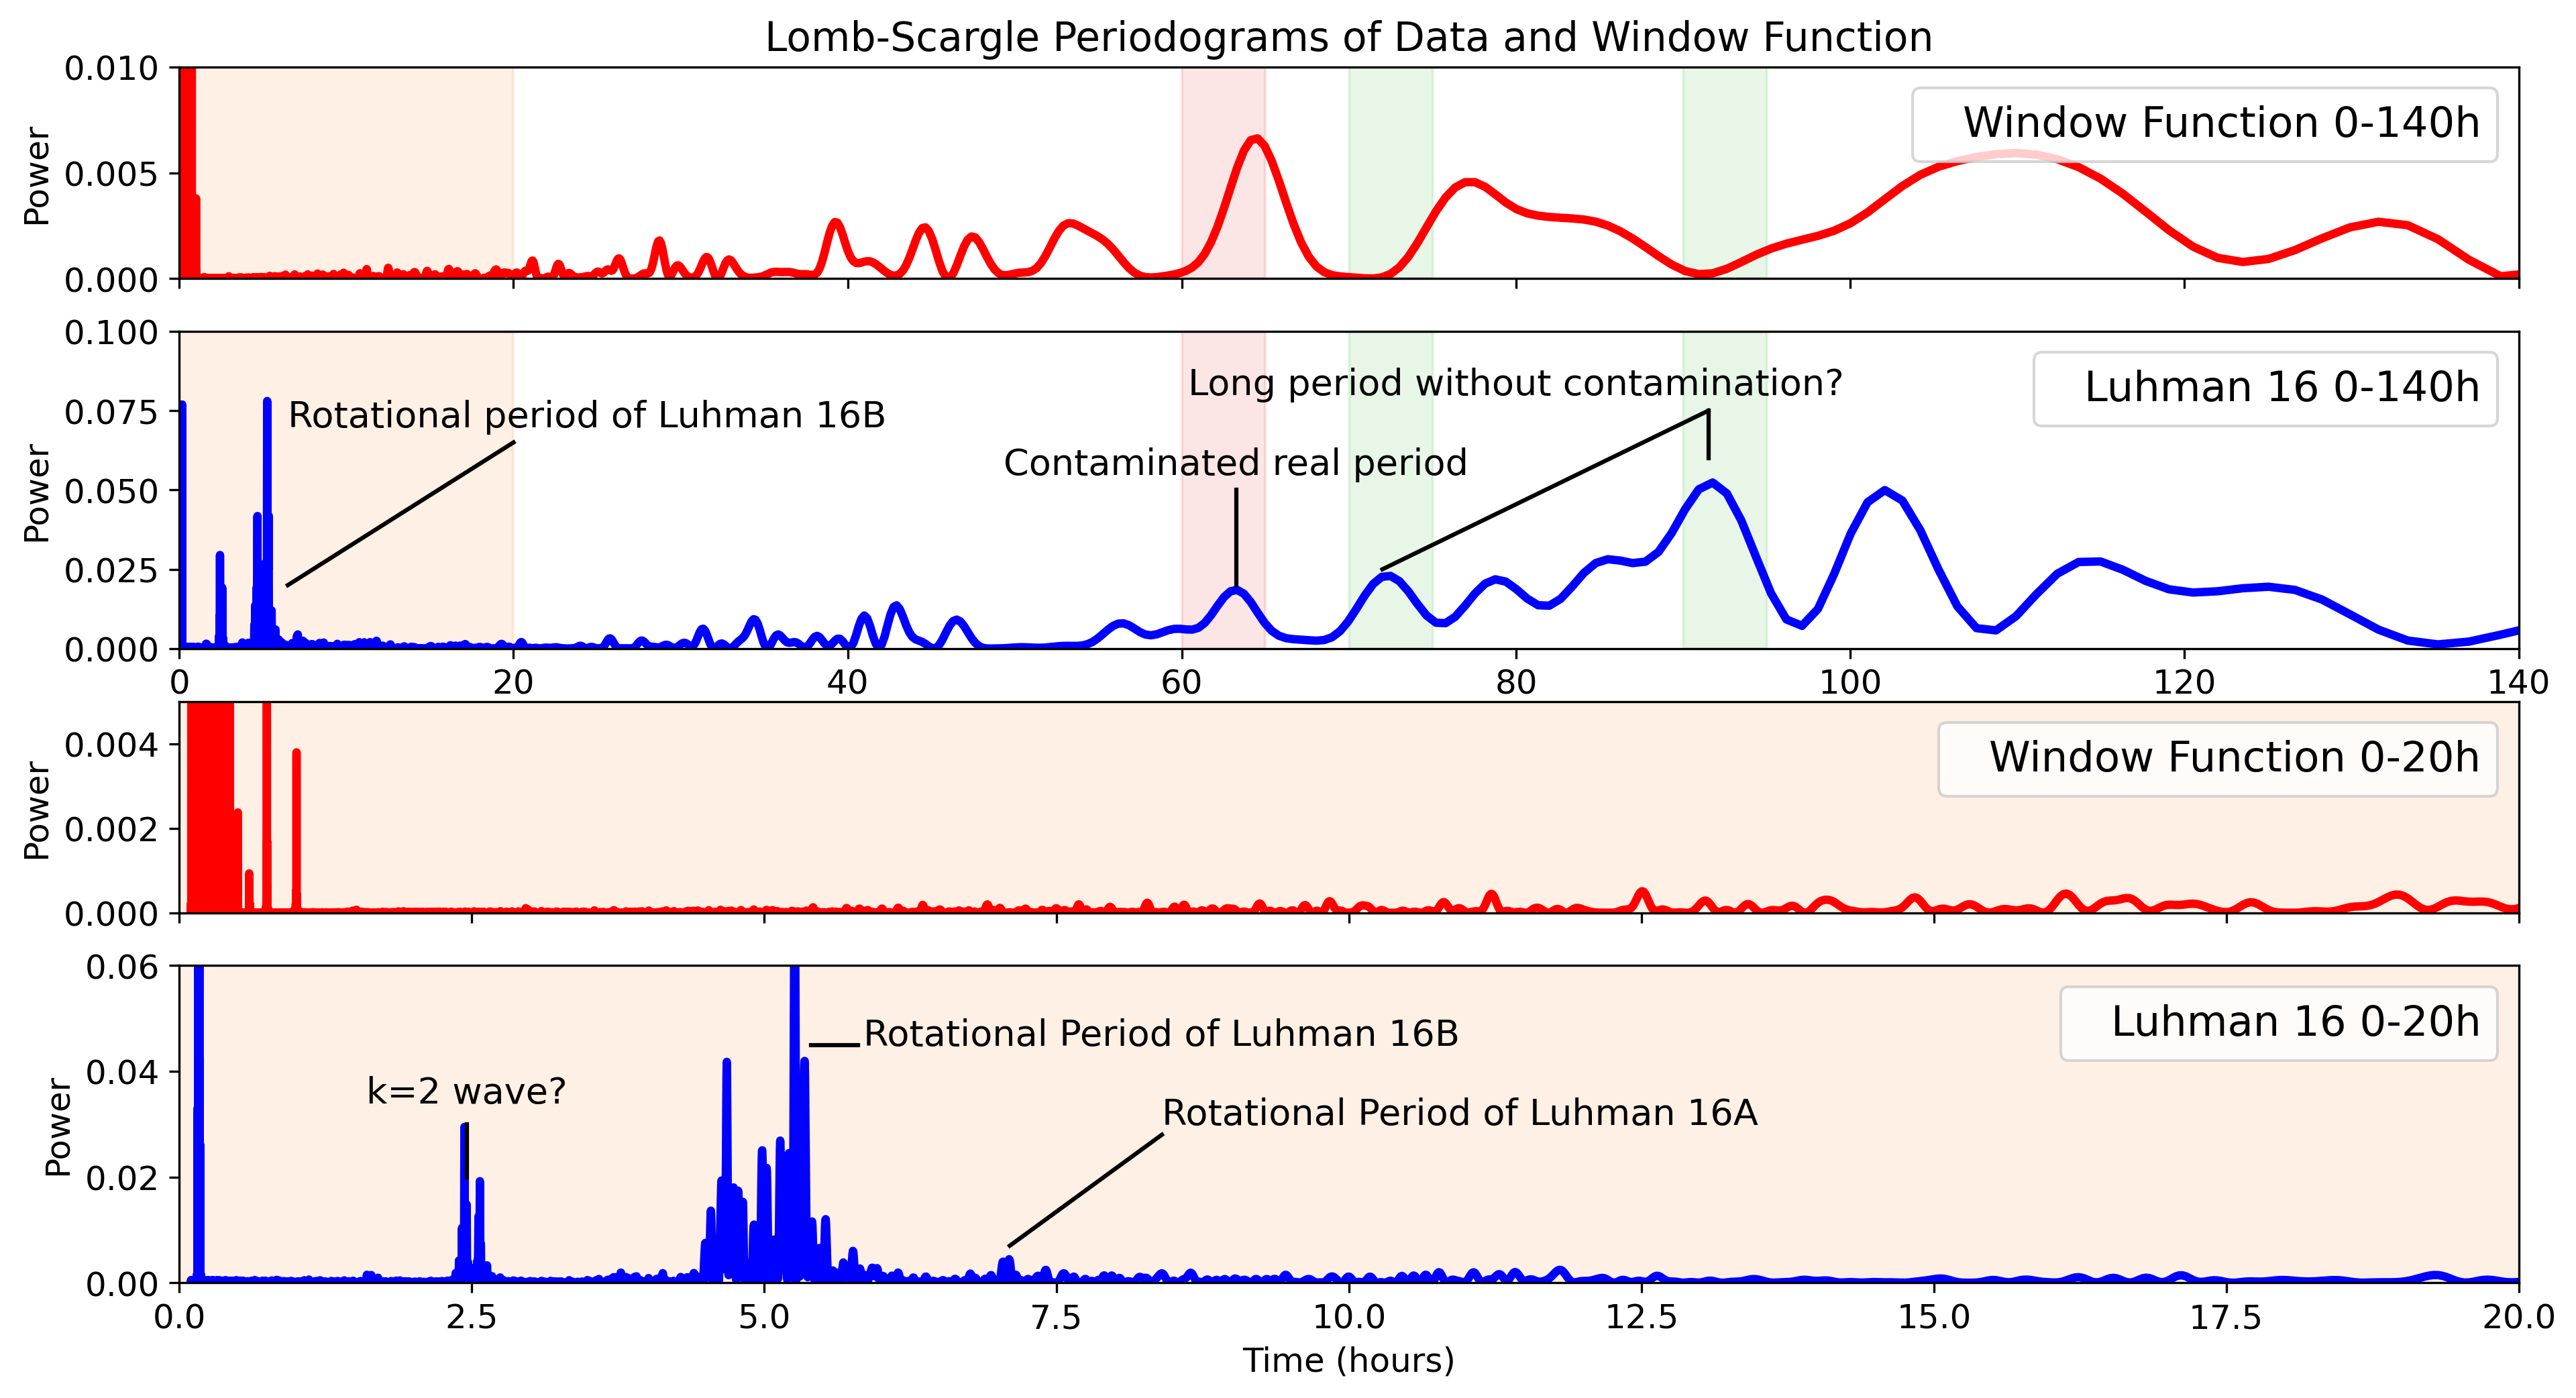 Lomb-Scargle Periodograms of Data and Window Function
0.010
0.005
0.000
Power
Window Function 0-140h
0.100
0.075
0.050
0.025
0.000
Power
Luhman 16 0-140h
Long period without contamination?
Rotational period of Luhman 16B
Contaminated real period
0 20 40 60 80 100 120 140
0.004
0.002
0.000
Power
Window Function 0-20h
0.06
0.04
0.02
0.00
Power
Luhman 16 0-20h
Rotational Period of Luhman 16B
k=2 wave?
Rotational Period of Luhman 16A
0.0 2.5 5.0 7.5 10.0 12.5 15.0 17.5 20.0
Time (hours)